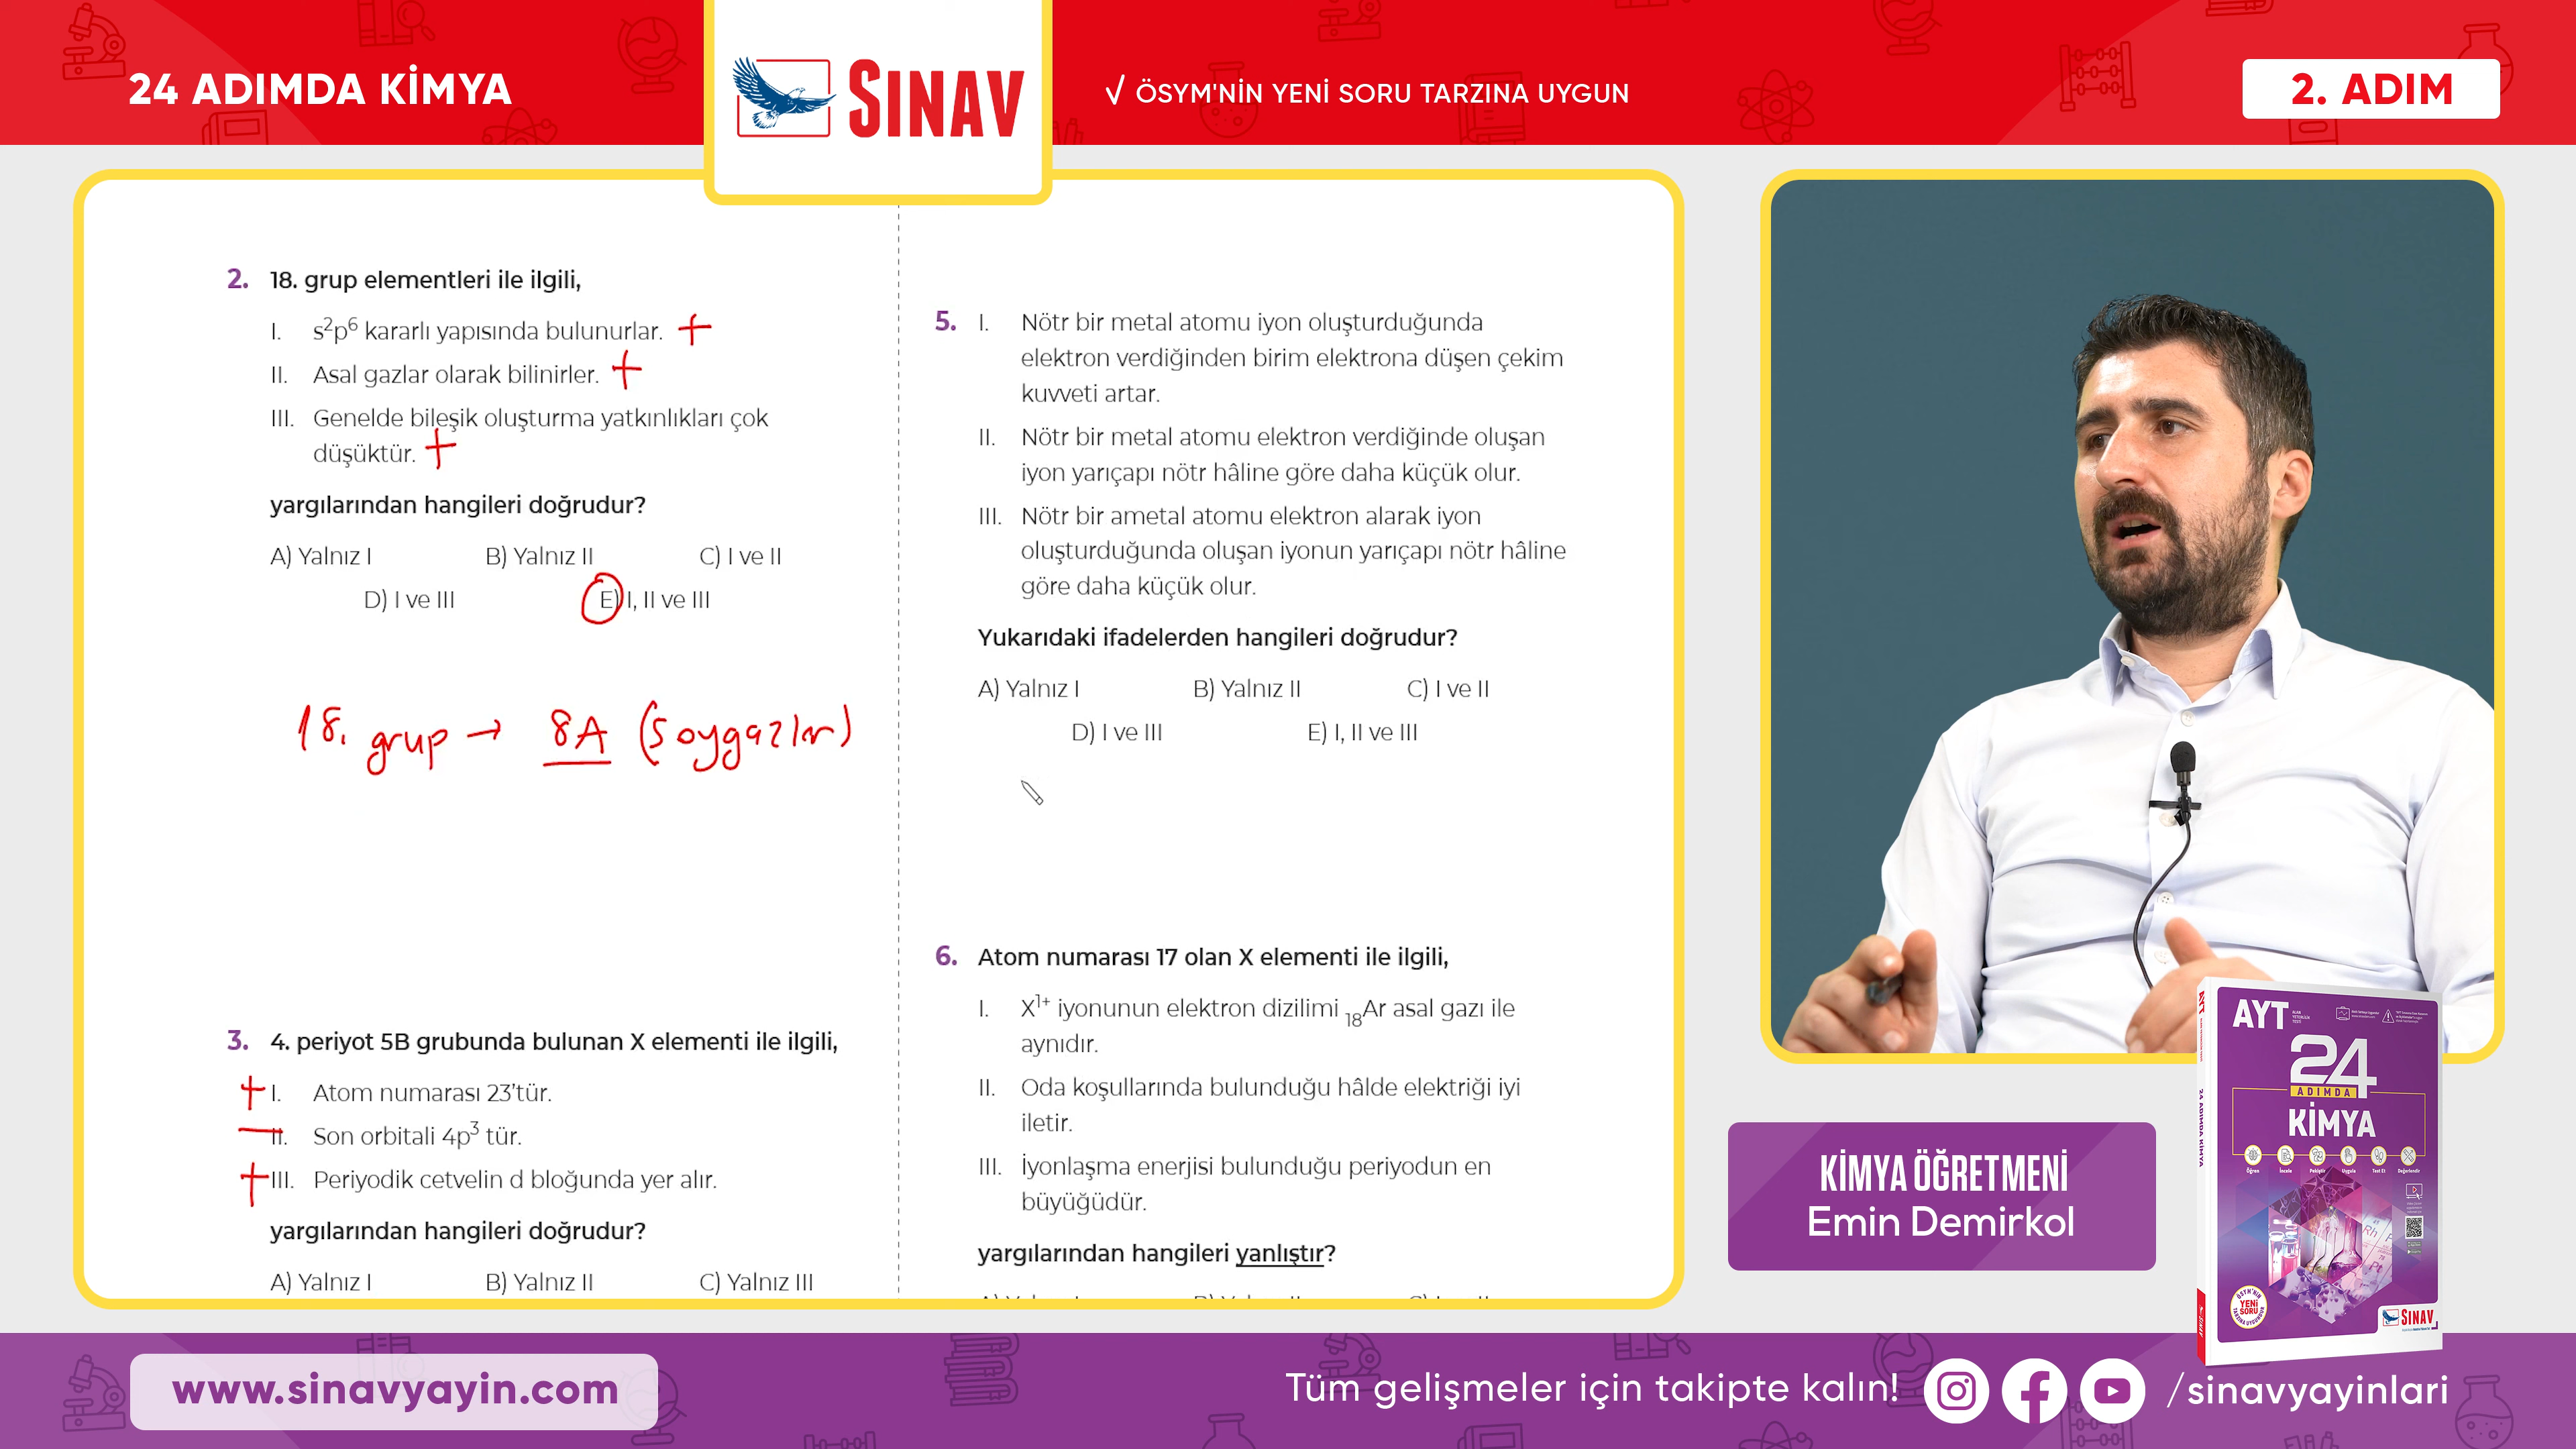 24 ADIMDA KİMYA
SINAV
√ ÖSYM'NİN YENİ SORU TARZINA UYGUN
2. ADIM
2. 18. grup elementleri ile ilgili,
I. s²p⁶ kararlı yapısında bulunurlar. +
II. Asal gazlar olarak bilinirler. +
III. Genelde bileşik oluşturma yatkınlıkları çok
düşüktür. +
yargılarından hangileri doğrudur?
A) Yalnız I B) Yalnız II C) I ve II
D) I ve III E) I, II ve III
18. grup → 8A (Soygazlar)
3. 4. periyot 5B grubunda bulunan X elementi ile ilgili,
+ I. Atom numarası 23'tür.
— II. Son orbitali 4p³ tür.
+ III. Periyodik cetvelin d bloğunda yer alır.
yargılarından hangileri doğrudur?
A) Yalnız I B) Yalnız II C) Yalnız III
5. I. Nötr bir metal atomu iyon oluşturduğunda
elektron verdiğinden birim elektrona düşen çekim
kuvveti artar.
II. Nötr bir metal atomu elektron verdiğinde oluşan
iyon yarıçapı nötr hâline göre daha küçük olur.
III. Nötr bir ametal atomu elektron alarak iyon
oluşturduğunda oluşan iyonun yarıçapı nötr hâline
göre daha küçük olur.
Yukarıdaki ifadelerden hangileri doğrudur?
A) Yalnız I B) Yalnız II C) I ve II
D) I ve III E) I, II ve III
6. Atom numarası 17 olan X elementi ile ilgili,
I. X¹⁺ iyonunun elektron dizilimi ₁₈Ar asal gazı ile
aynıdır.
II. Oda koşullarında bulunduğu hâlde elektriği iyi
iletir.
III. İyonlaşma enerjisi bulunduğu periyodun en
büyüğüdür.
yargılarından hangileri yanlıştır?
KİMYA ÖĞRETMENİ
Emin Demirkol
AYT
24
ADIMDA
KİMYA
24 ADIMDA KİMYA
YENİ
SORU
SINAV
www.sinavyayin.com
Tüm gelişmeler için takipte kalın!
/sinavyayinlari